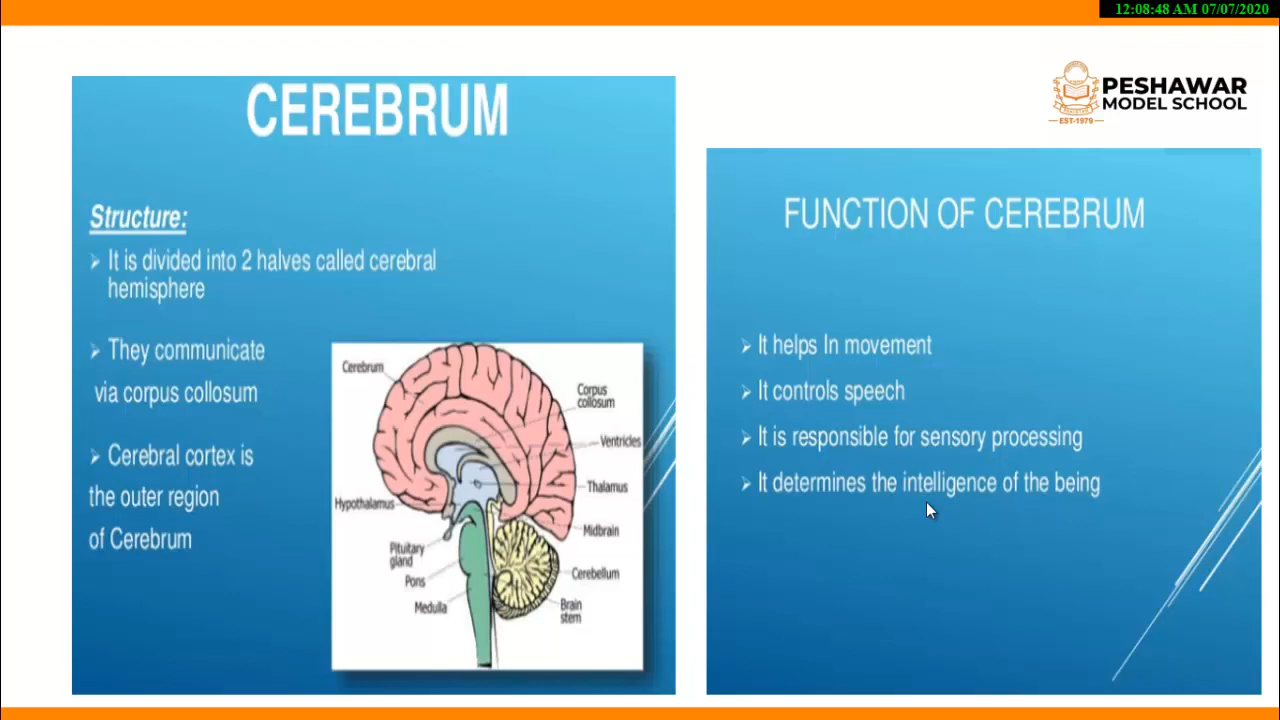 12:08:48 AM 07/07/2020
PESHAWAR
MODEL SCHOOL
EST-1979
CEREBRUM
Structure:
➢ It is divided into 2 halves called cerebral
hemisphere
➢ They communicate
via corpus collosum
➢ Cerebral cortex is
the outer region
of Cerebrum
Cerebrum
Corpus
collosum
Ventricles
Thalamus
Hypothalamus
Midbrain
Pituitary
gland
Cerebellum
Pons
Medulla
Brain
stem
FUNCTION OF CEREBRUM
➢ It helps In movement
➢ It controls speech
➢ It is responsible for sensory processing
➢ It determines the intelligence of the being